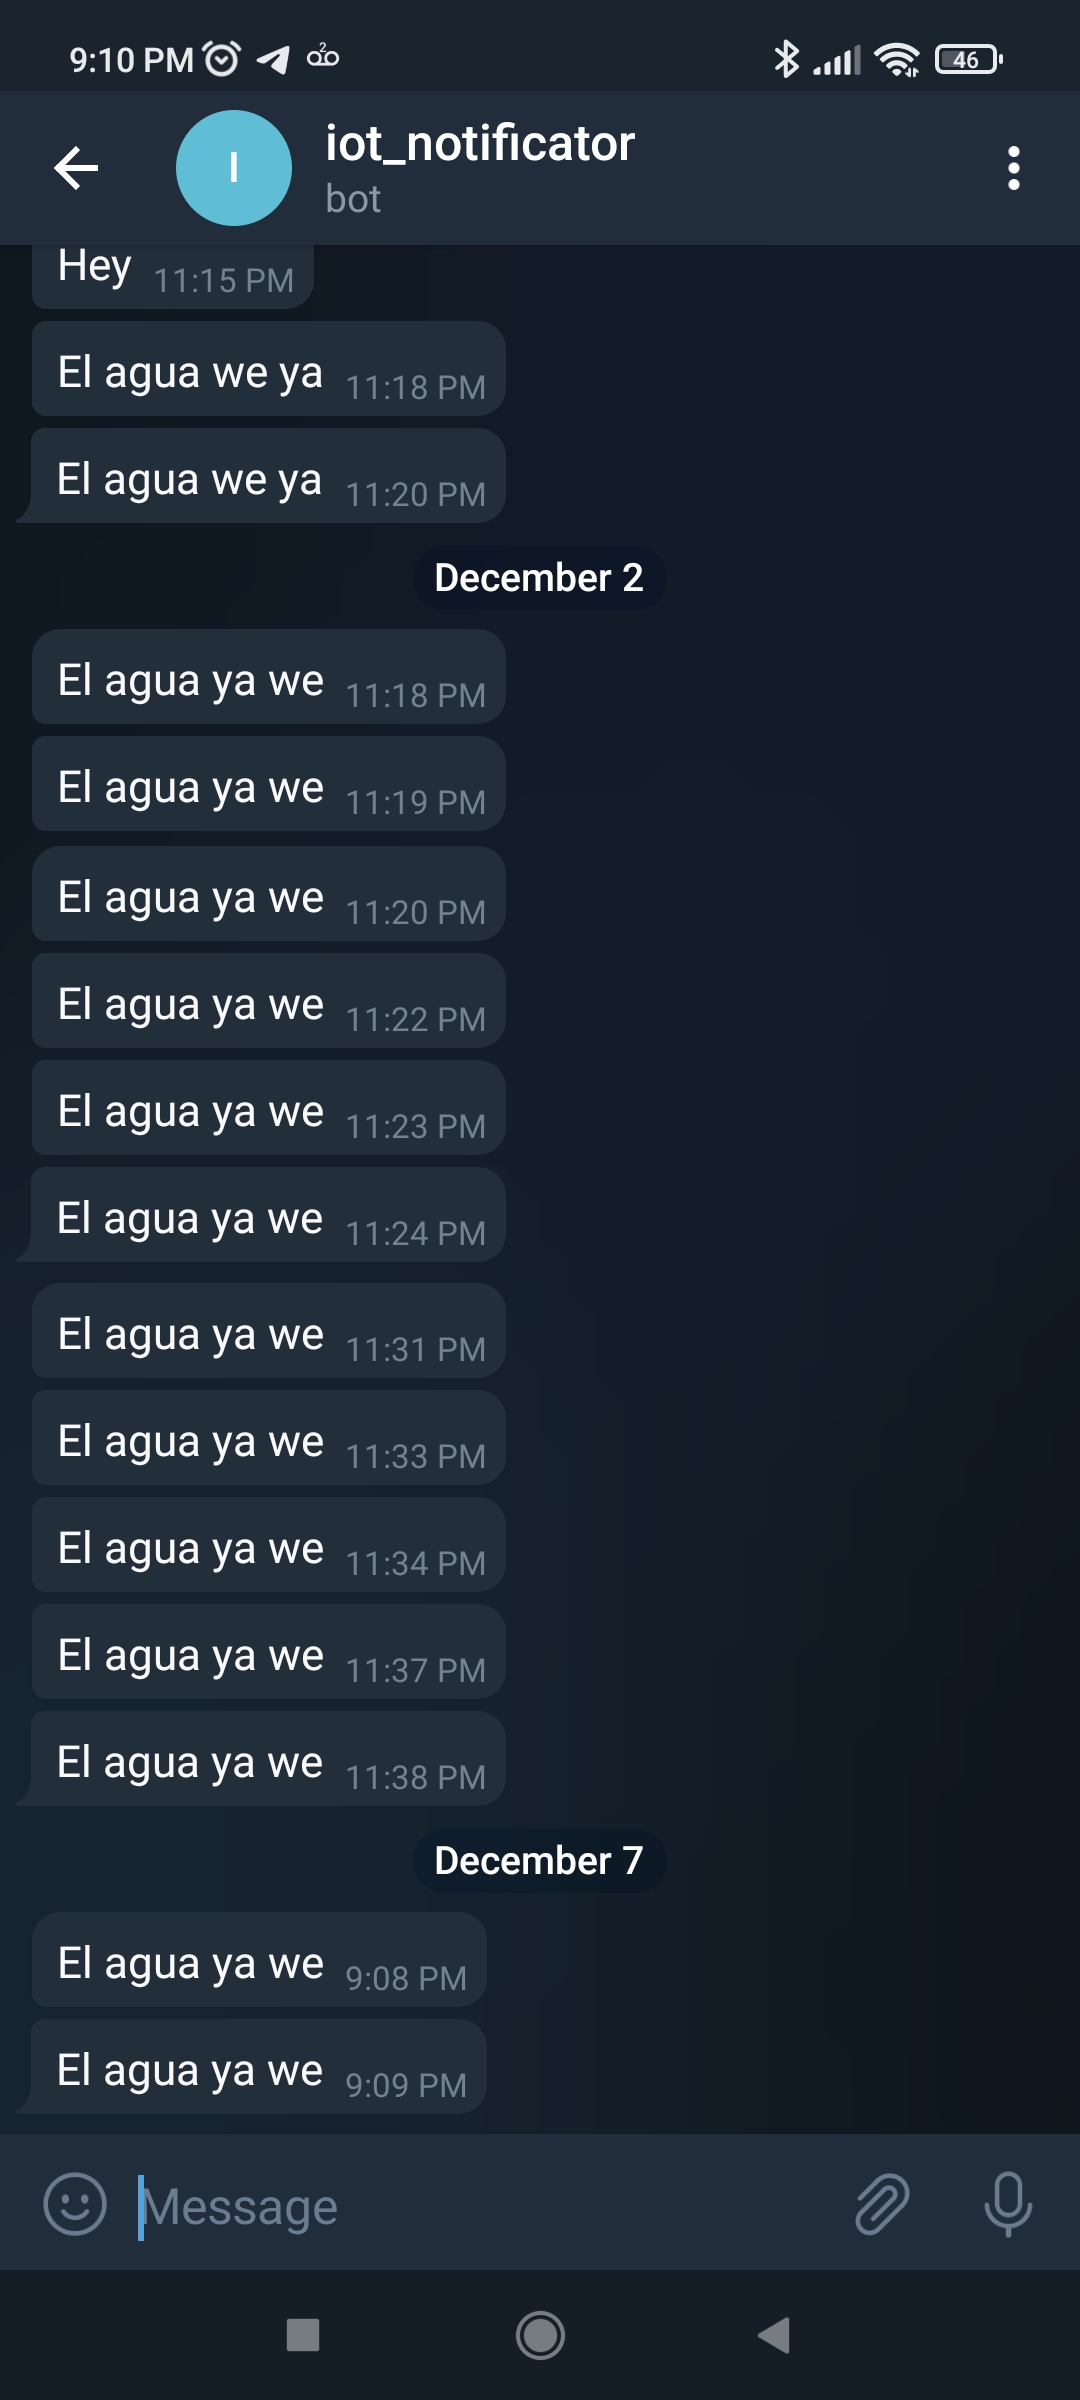 9:10 PM 2 46
I
iot_notificator
bot
Hey 11:15 PM
El agua we ya 11:18 PM
El agua we ya 11:20 PM
December 2
El agua ya we 11:18 PM
El agua ya we 11:19 PM
El agua ya we 11:20 PM
El agua ya we 11:22 PM
El agua ya we 11:23 PM
El agua ya we 11:24 PM
El agua ya we 11:31 PM
El agua ya we 11:33 PM
El agua ya we 11:34 PM
El agua ya we 11:37 PM
El agua ya we 11:38 PM
December 7
El agua ya we 9:08 PM
El agua ya we 9:09 PM
Message